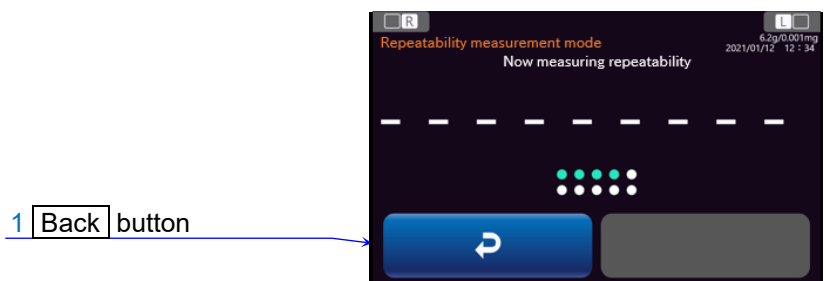 R
L
6.2g/0.001mg
Repeatability measurement mode
2021/01/12 12:34
Now measuring repeatability
– – – – – – – – –
1 Back button